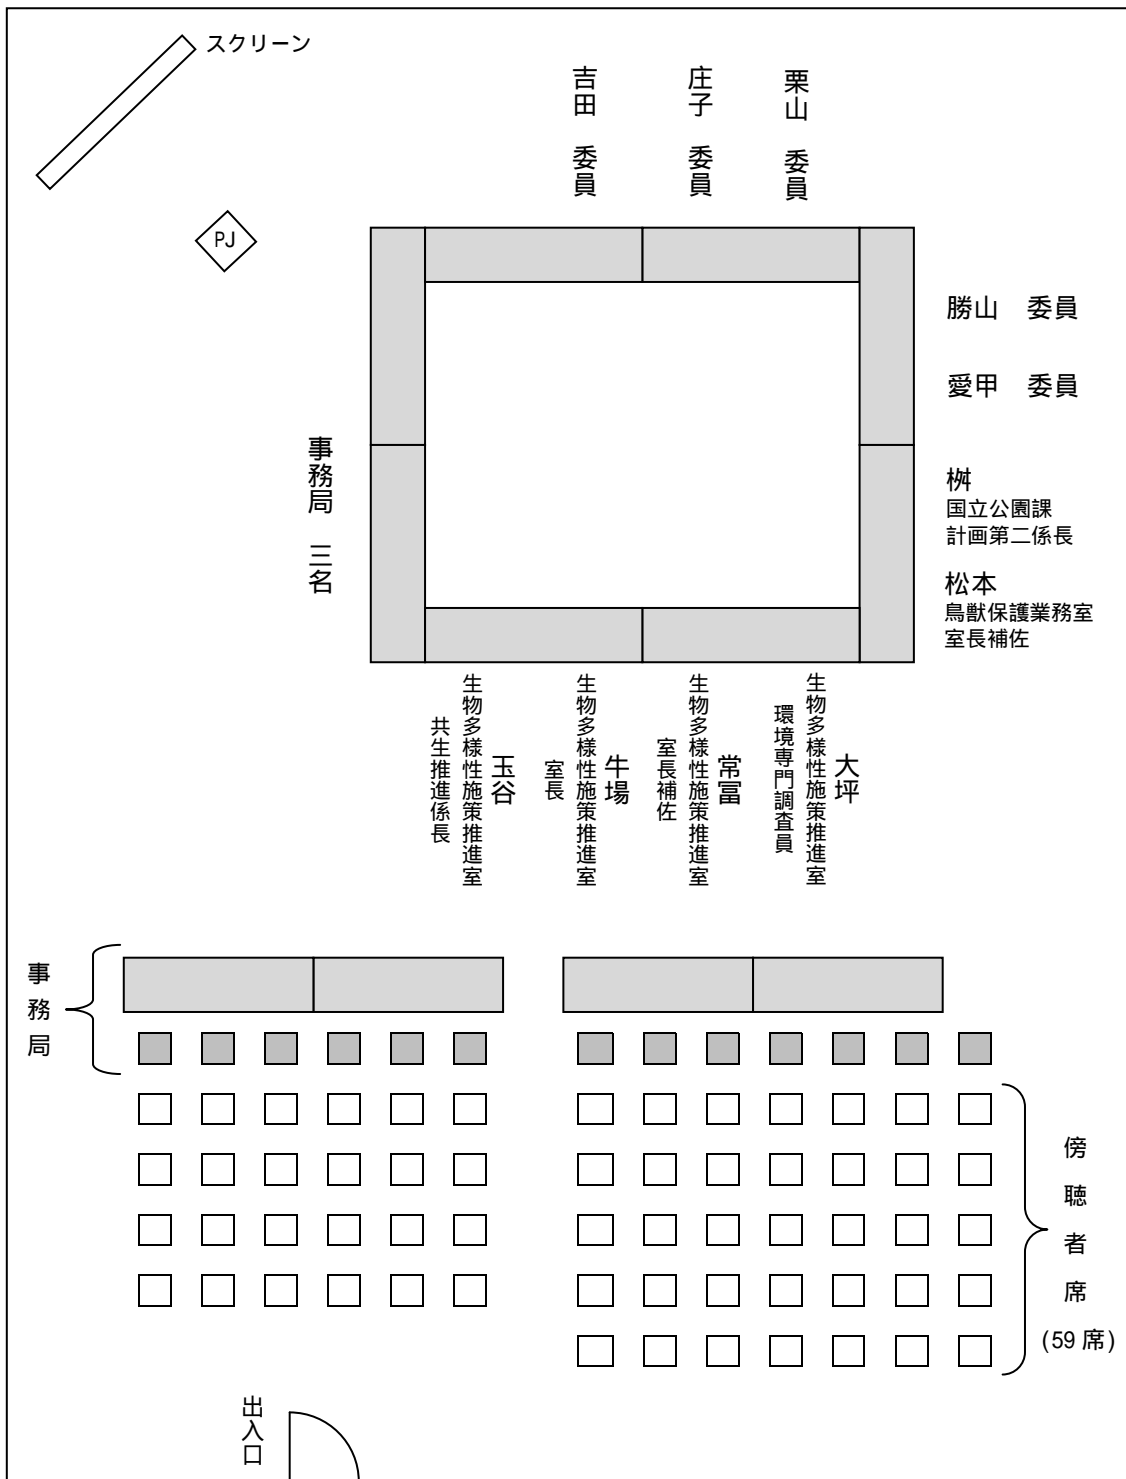 スクリーン
吉田　委員
庄子　委員
栗山　委員
PJ
勝山　委員
愛甲　委員
事務局　三名
桝
国立公園課
計画第二係長
松本
鳥獣保護業務室
室長補佐
大坪
生物多様性施策推進室
環境専門調査員
常冨
生物多様性施策推進室
室長補佐
牛場
生物多様性施策推進室
室長
玉谷
生物多様性施策推進室
共生推進係長
事務局
傍聴者席
(59 席)
出入口